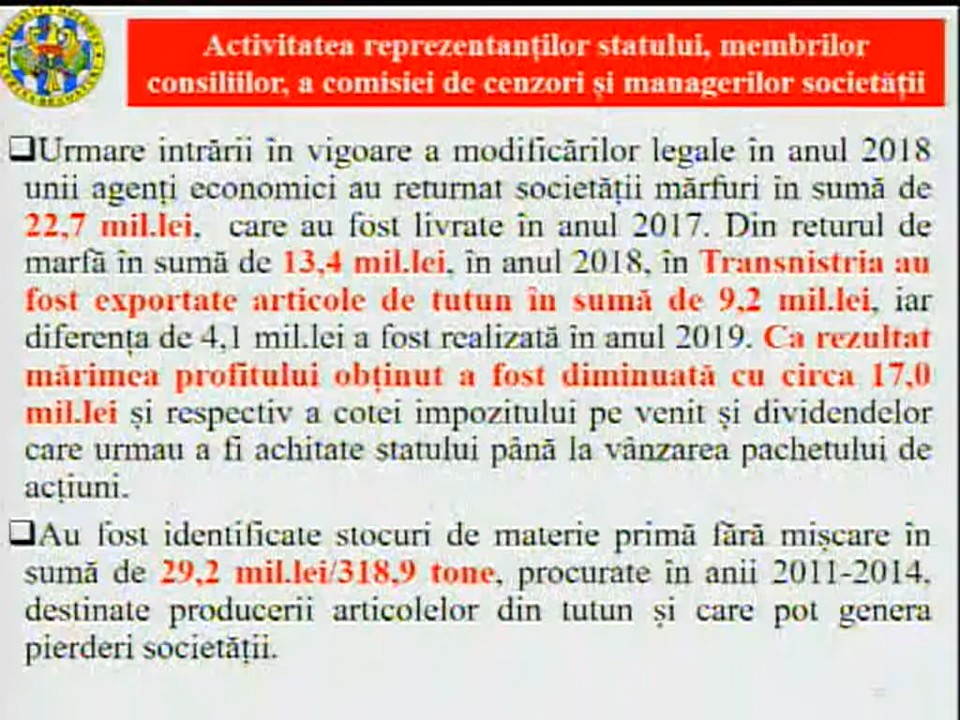 Activitatea reprezentanților statului, membrilor
consiliilor, a comisiei de cenzori și managerilor societății
❑Urmare intrării în vigoare a modificărilor legale în anul 2018
unii agenți economici au returnat societății mărfuri în sumă de
22,7 mil.lei, care au fost livrate în anul 2017. Din returul de
marfă în sumă de 13,4 mil.lei, în anul 2018, în Transnistria au
fost exportate articole de tutun în sumă de 9,2 mil.lei, iar
diferența de 4,1 mil.lei a fost realizată în anul 2019. Ca rezultat
mărimea profitului obținut a fost diminuată cu circa 17,0
mil.lei și respectiv a cotei impozitului pe venit și dividendelor
care urmau a fi achitate statului până la vânzarea pachetului de
acțiuni.
❑Au fost identificate stocuri de materie primă fără mișcare în
sumă de 29,2 mil.lei/318,9 tone, procurate în anii 2011-2014,
destinate producerii articolelor din tutun și care pot genera
pierderi societății.